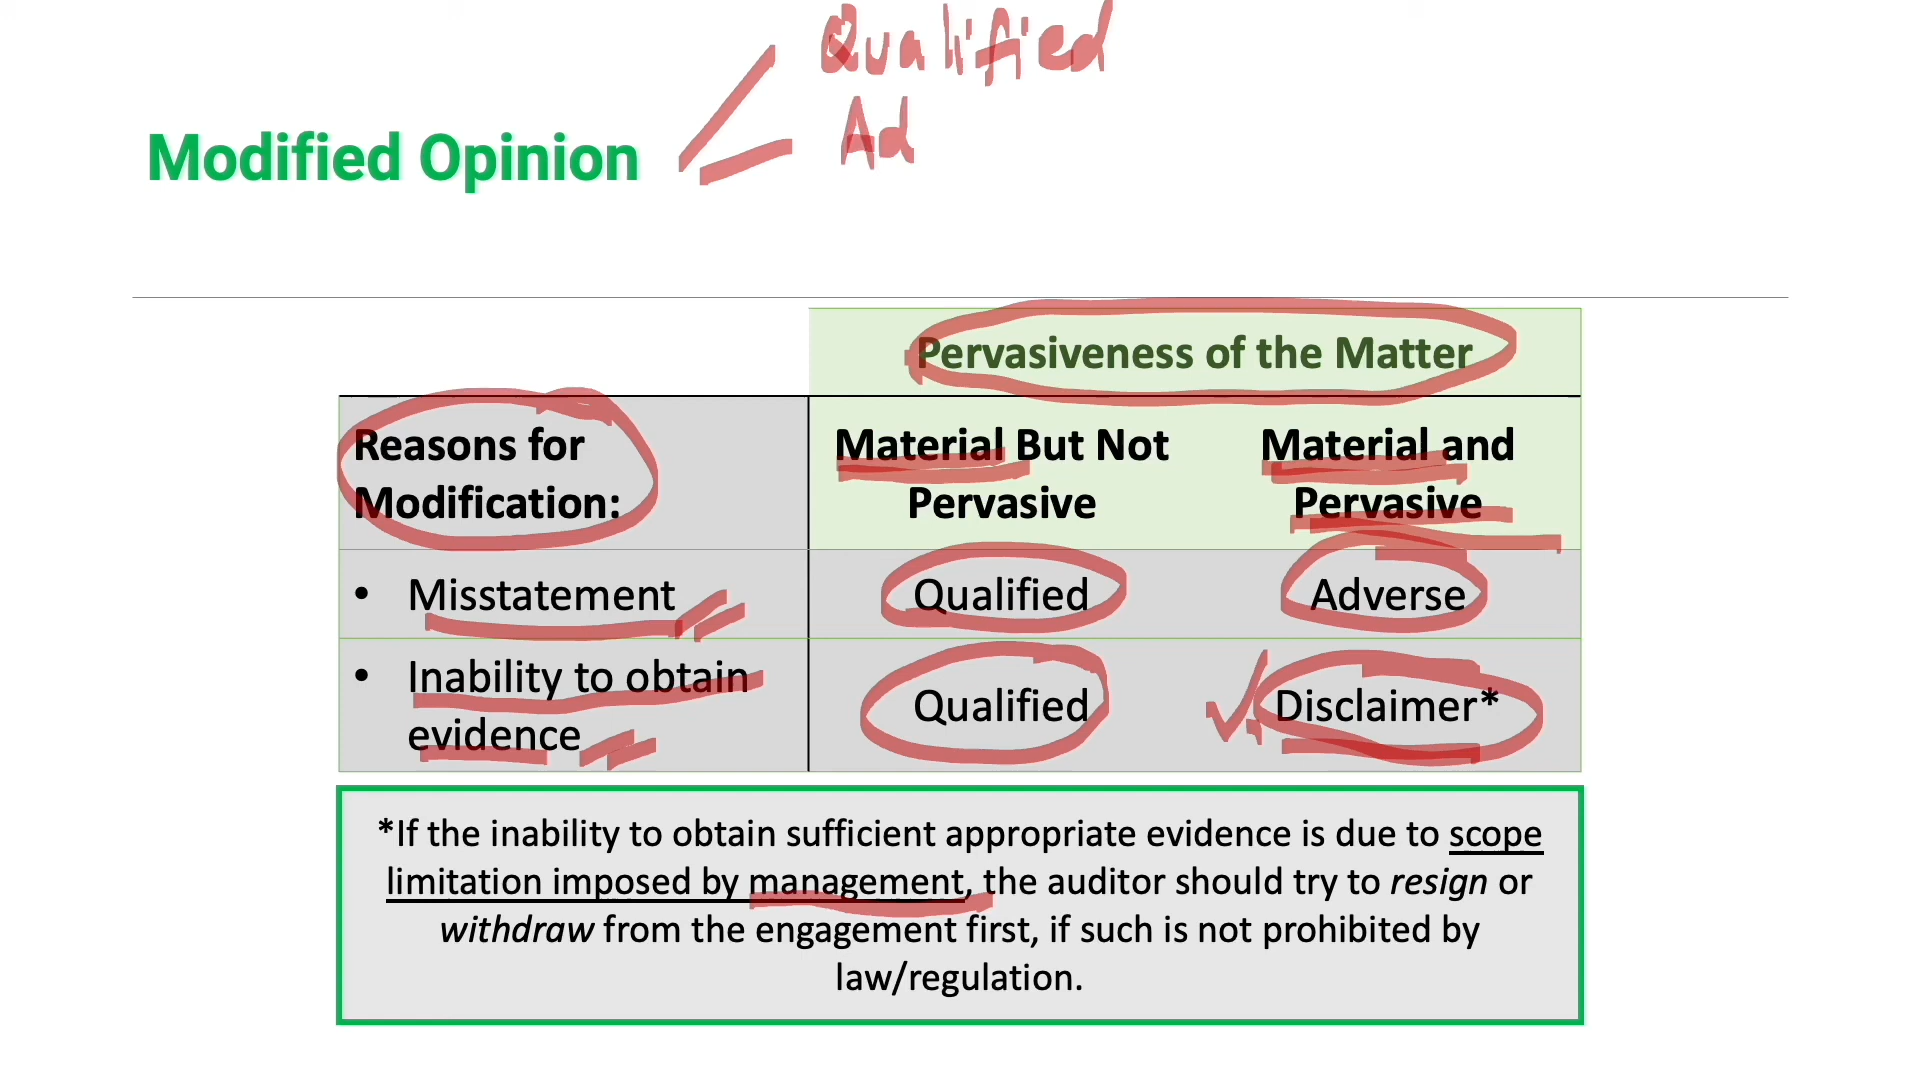 Qualified
Ad
Modified Opinion
Pervasiveness of the Matter
Reasons for
Modification:
Material But Not
Pervasive
Material and
Pervasive
• Misstatement
Qualified
Adverse
• Inability to obtain
evidence
Qualified
Disclaimer*
*If the inability to obtain sufficient appropriate evidence is due to scope
limitation imposed by management, the auditor should try to resign or
withdraw from the engagement first, if such is not prohibited by
law/regulation.